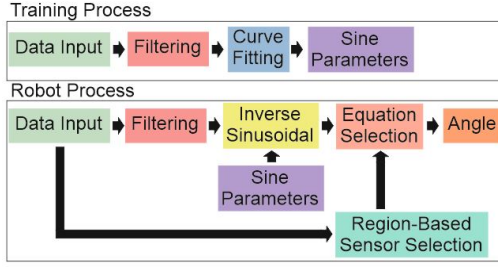 Training Process
Data Input
Filtering
Curve
Fitting
Sine
Parameters
Robot Process
Data Input
Filtering
Inverse
Sinusoidal
Equation
Selection
Angle
Sine
Parameters
Region-Based
Sensor Selection